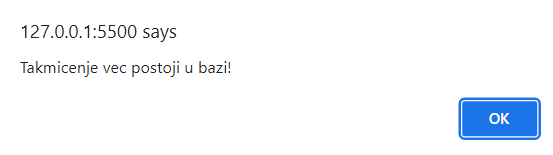 127.0.0.1:5500 says
Takmicenje vec postoji u bazi!
OK